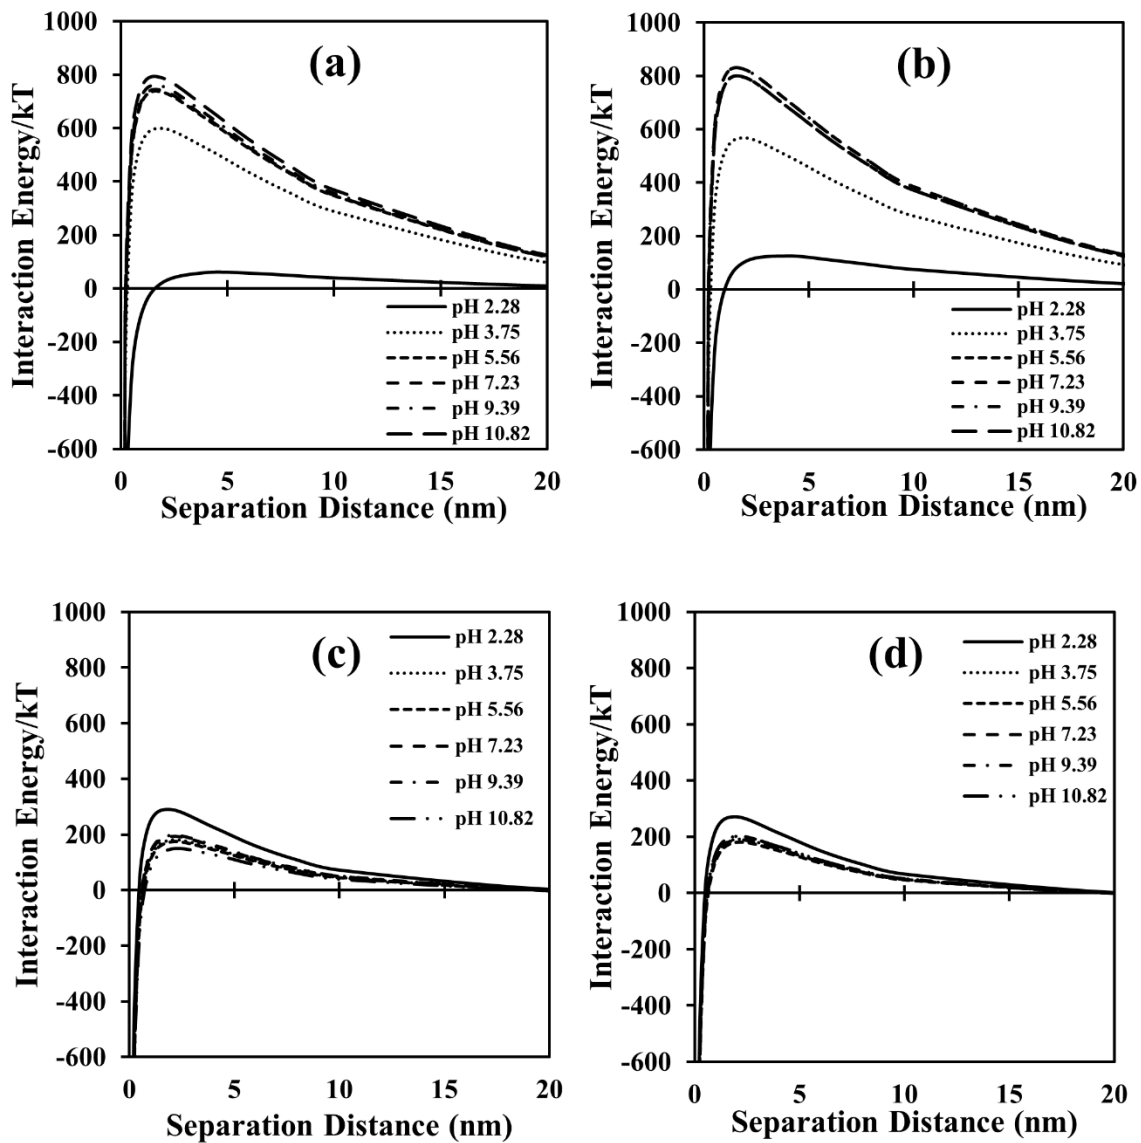 (a)
Interaction Energy/kT
1000
800
600
400
200
0
-200
-400
-600
pH 2.28
pH 3.75
pH 5.56
pH 7.23
pH 9.39
pH 10.82
0 5 10 15 20
Separation Distance (nm)
(b)
Interaction Energy/kT
1000
800
600
400
200
0
-200
-400
-600
pH 2.28
pH 3.75
pH 5.56
pH 7.23
pH 9.39
pH 10.82
0 5 10 15 20
Separation Distance (nm)
(c)
Interaction Energy/kT
1000
800
600
400
200
0
-200
-400
-600
pH 2.28
pH 3.75
pH 5.56
pH 7.23
pH 9.39
pH 10.82
0 5 10 15 20
Separation Distance (nm)
(d)
Interaction Energy/kT
1000
800
600
400
200
0
-200
-400
-600
pH 2.28
pH 3.75
pH 5.56
pH 7.23
pH 9.39
pH 10.82
0 5 10 15 20
Separation Distance (nm)